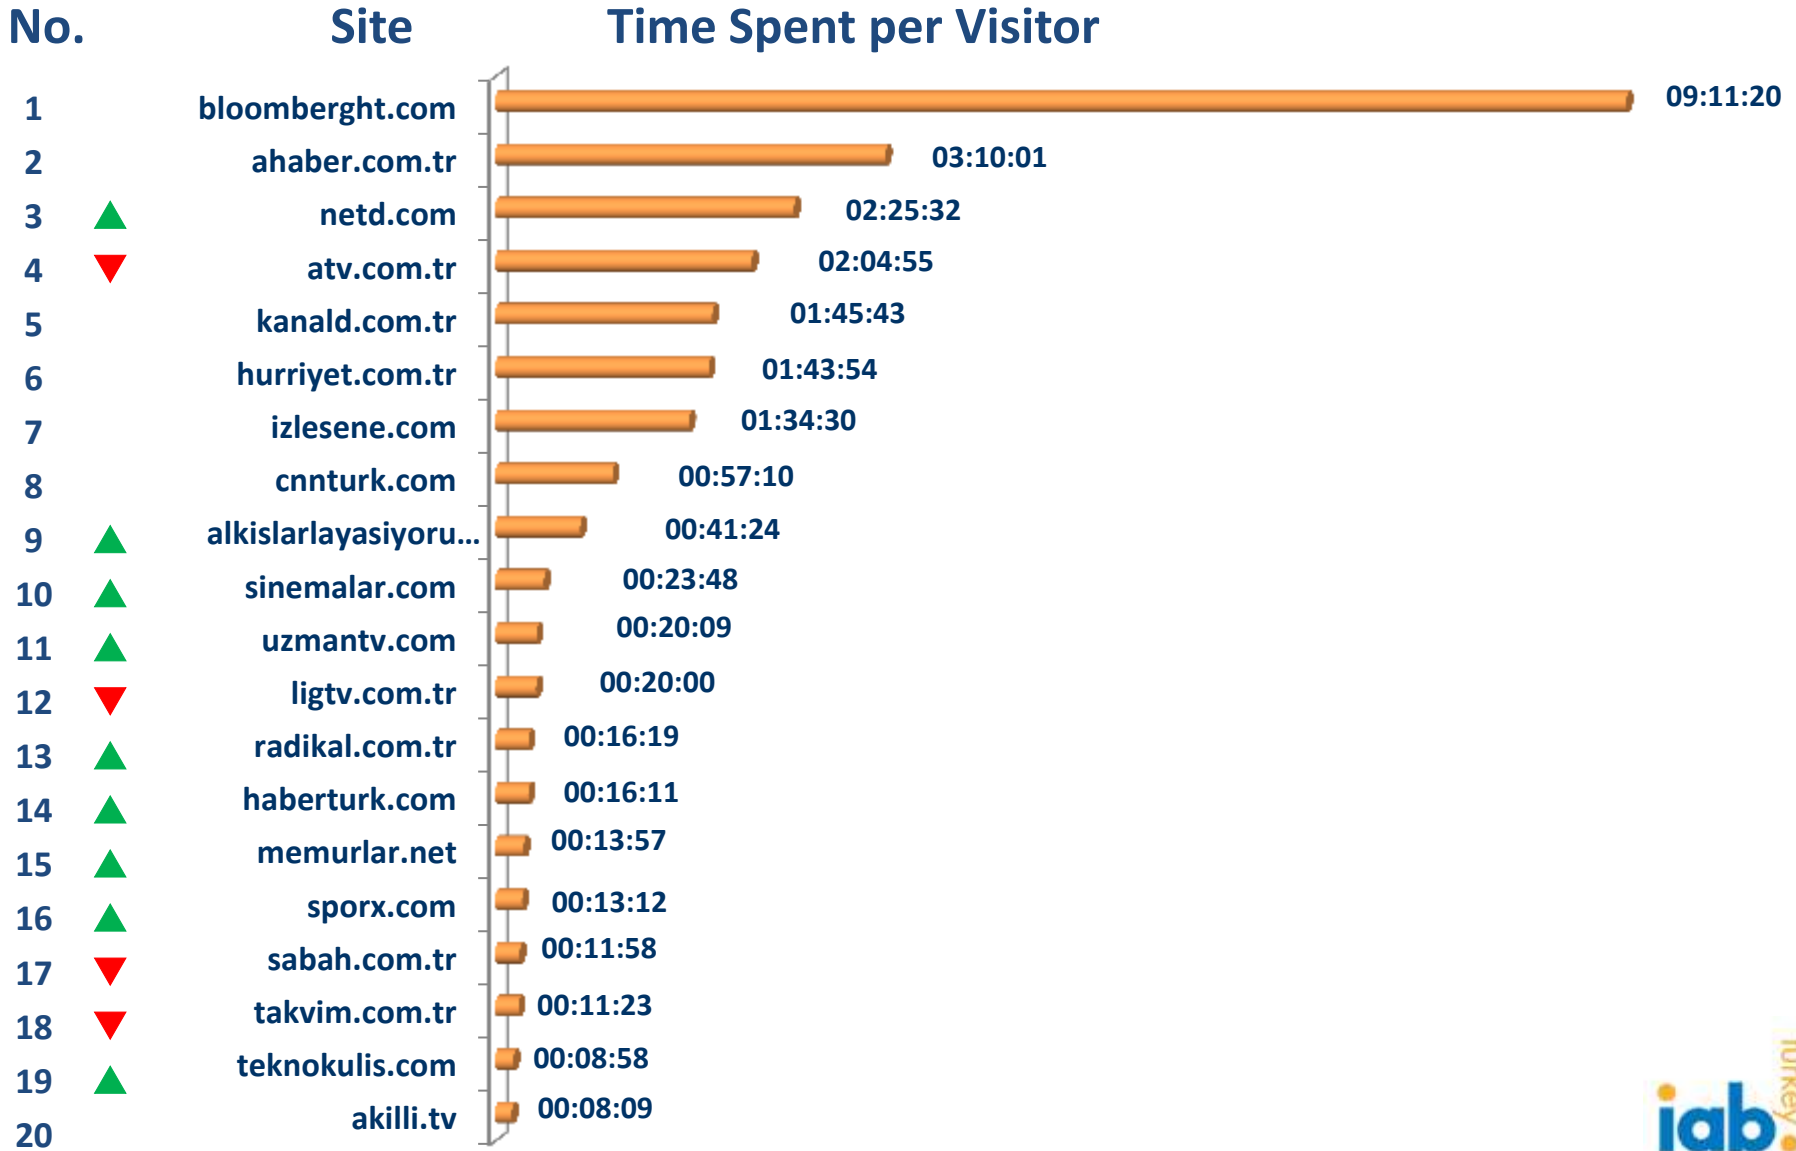 No. Site Time Spent per Visitor
1 bloomberght.com 09:11:20
2 ahaber.com.tr 03:10:01
3 netd.com 02:25:32
4 atv.com.tr 02:04:55
5 kanald.com.tr 01:45:43
6 hurriyet.com.tr 01:43:54
7 izlesene.com 01:34:30
8 cnnturk.com 00:57:10
9 alkislarlayasiyoru... 00:41:24
10 sinemalar.com 00:23:48
11 uzmantv.com 00:20:09
12 ligtv.com.tr 00:20:00
13 radikal.com.tr 00:16:19
14 haberturk.com 00:16:11
15 memurlar.net 00:13:57
16 sporx.com 00:13:12
17 sabah.com.tr 00:11:58
18 takvim.com.tr 00:11:23
19 teknokulis.com 00:08:58
20 akilli.tv 00:08:09
iab
Turkey